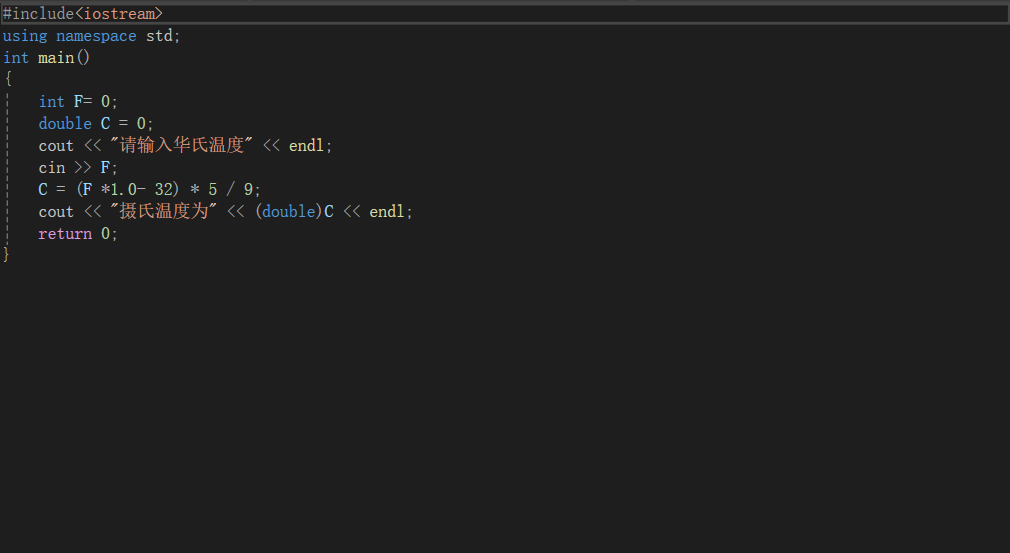 #include<iostream>
using namespace std;
int main()
{
    int F= 0;
    double C = 0;
    cout << "请输入华氏温度" << endl;
    cin >> F;
    C = (F *1.0- 32) * 5 / 9;
    cout << "摄氏温度为" << (double)C << endl;
    return 0;
}